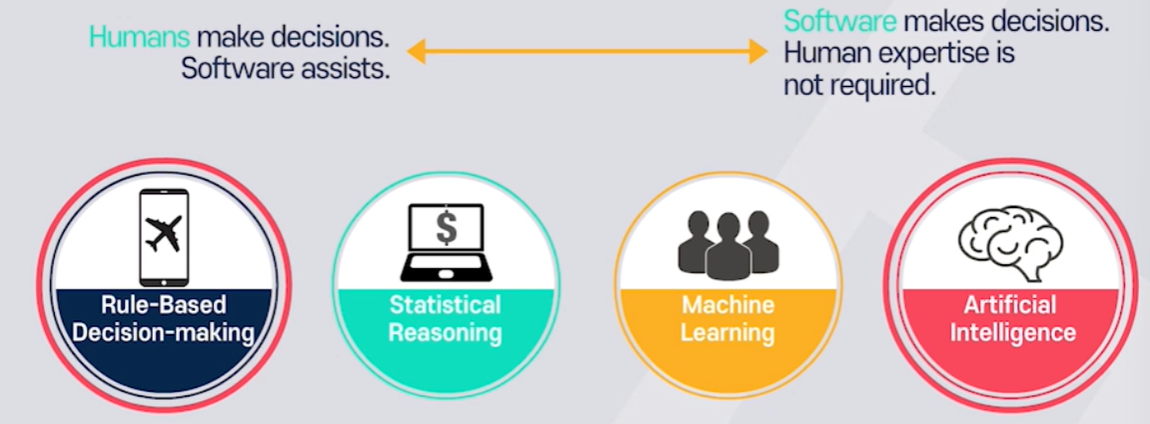 Humans make decisions.
Software assists.
Software makes decisions.
Human expertise is
not required.
$
Rule-Based
Decision-making
Statistical
Reasoning
Machine
Learning
Artificial
Intelligence